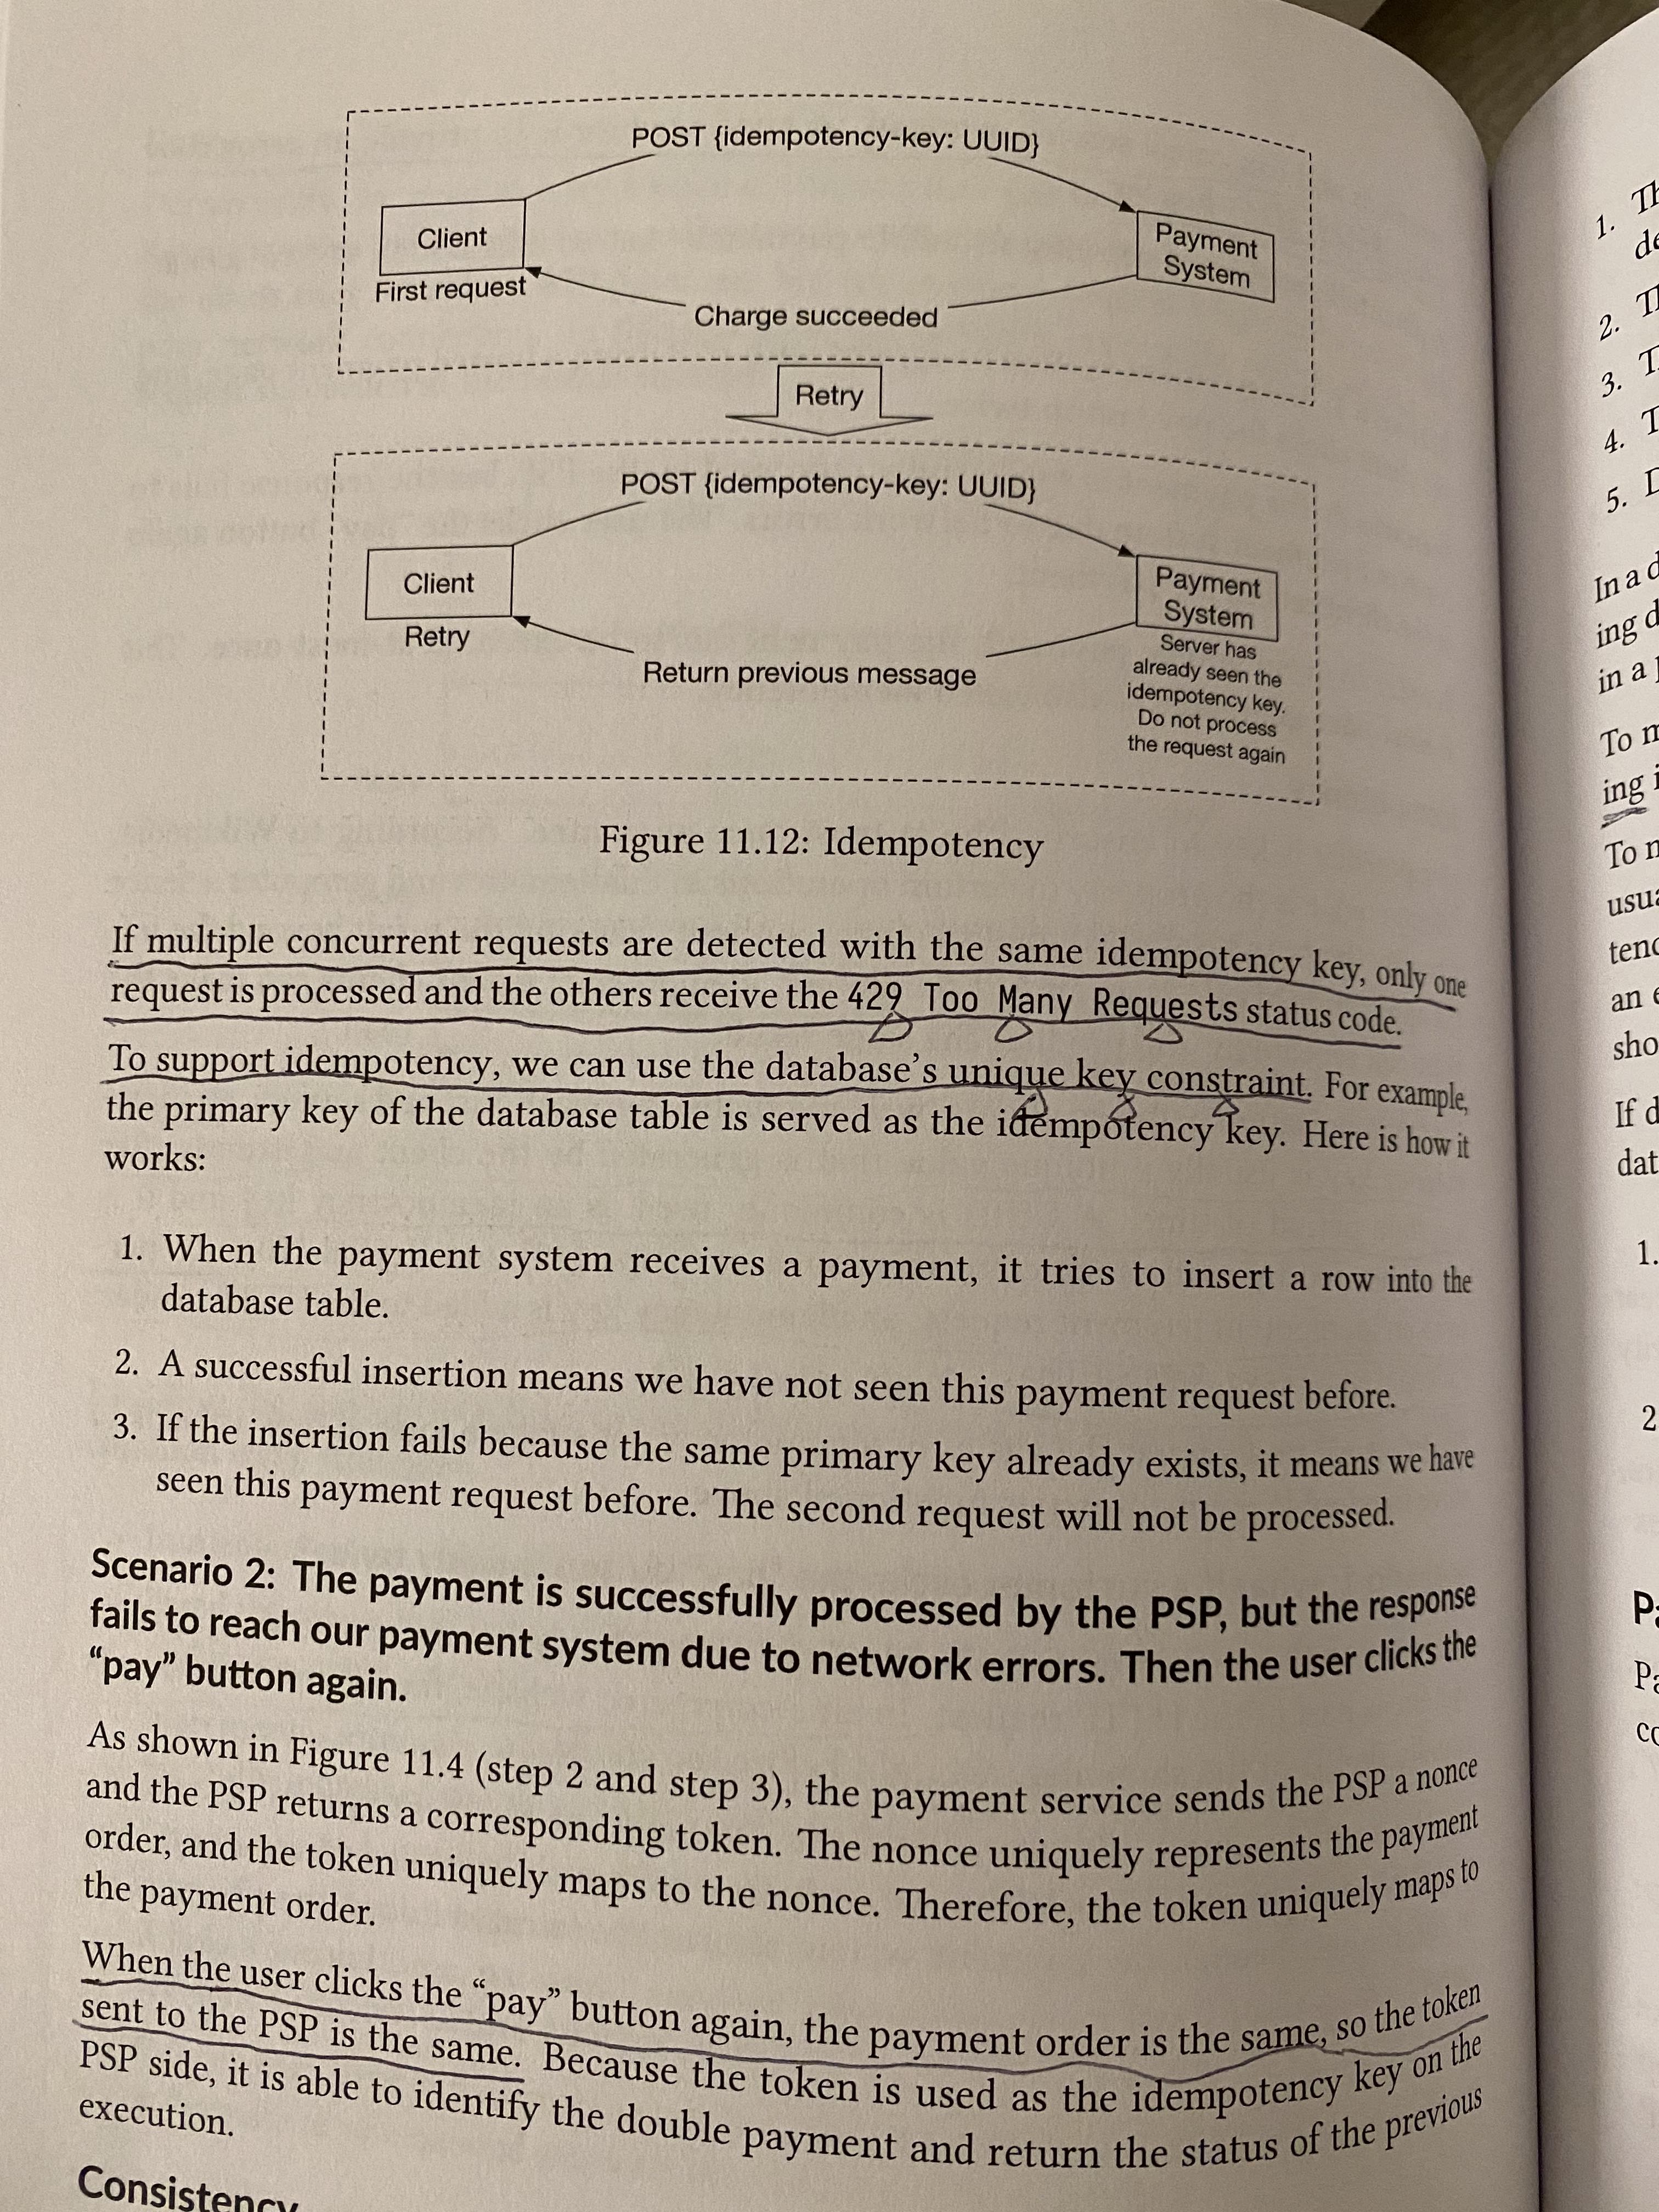 POST {idempotency-key: UUID}
Client
Payment
System
First request
Charge succeeded
Retry
POST {idempotency-key: UUID}
Client
Payment
System
Retry
Return previous message
Server has
already seen the
idempotency key.
Do not process
the request again
Figure 11.12: Idempotency
If multiple concurrent requests are detected with the same idempotency key, only one
request is processed and the others receive the 429 Too Many Requests status code.
To support idempotency, we can use the database's unique key constraint. For example,
the primary key of the database table is served as the idempotency key. Here is how it
works:
1. When the payment system receives a payment, it tries to insert a row into the
database table.
2. A successful insertion means we have not seen this payment request before.
3. If the insertion fails because the same primary key already exists, it means we have
seen this payment request before. The second request will not be processed.
Scenario 2: The payment is successfully processed by the PSP, but the response
fails to reach our payment system due to network errors. Then the user clicks the
“pay” button again.
As shown in Figure 11.4 (step 2 and step 3), the payment service sends the PSP a nonce
and the PSP returns a corresponding token. The nonce uniquely represents the payment
order, and the token uniquely maps to the nonce. Therefore, the token uniquely maps to
the payment order.
When the user clicks the “pay” button again, the payment order is the same, so the token
sent to the PSP is the same. Because the token is used as the idempotency key on the
PSP side, it is able to identify the double payment and return the status of the previous
execution.
Consistency
1.
2.
3.
4.
5.
In a
ing
in a
To
ing
To
an
If
1.
2